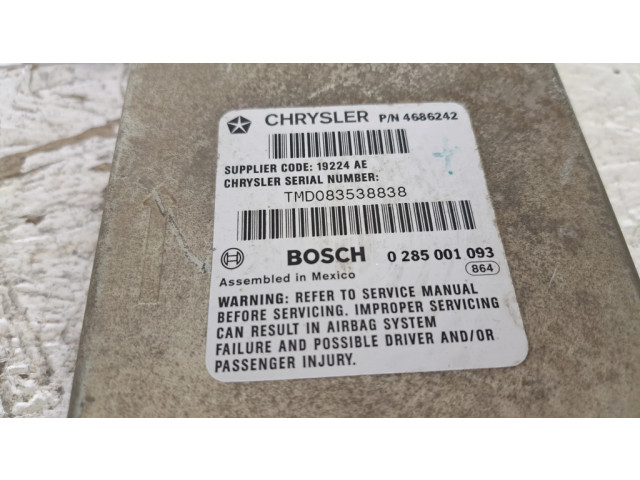 CHRYSLER P/N 4686242
SUPPLIER CODE: 19224 AE
CHRYSLER SERIAL NUMBER:
TMD083538838
BOSCH 0 285 001 093
Assembled in Mexico 864
WARNING: REFER TO SERVICE MANUAL
BEFORE SERVICING. IMPROPER SERVICING
CAN RESULT IN AIRBAG SYSTEM
FAILURE AND POSSIBLE DRIVER AND/OR
PASSENGER INJURY.